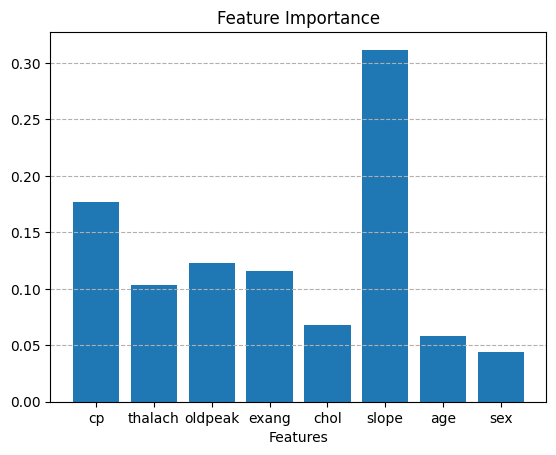 Feature Importance
0.30
0.25
0.20
0.15
0.10
0.05
0.00
cp thalach oldpeak exang chol slope age sex
Features